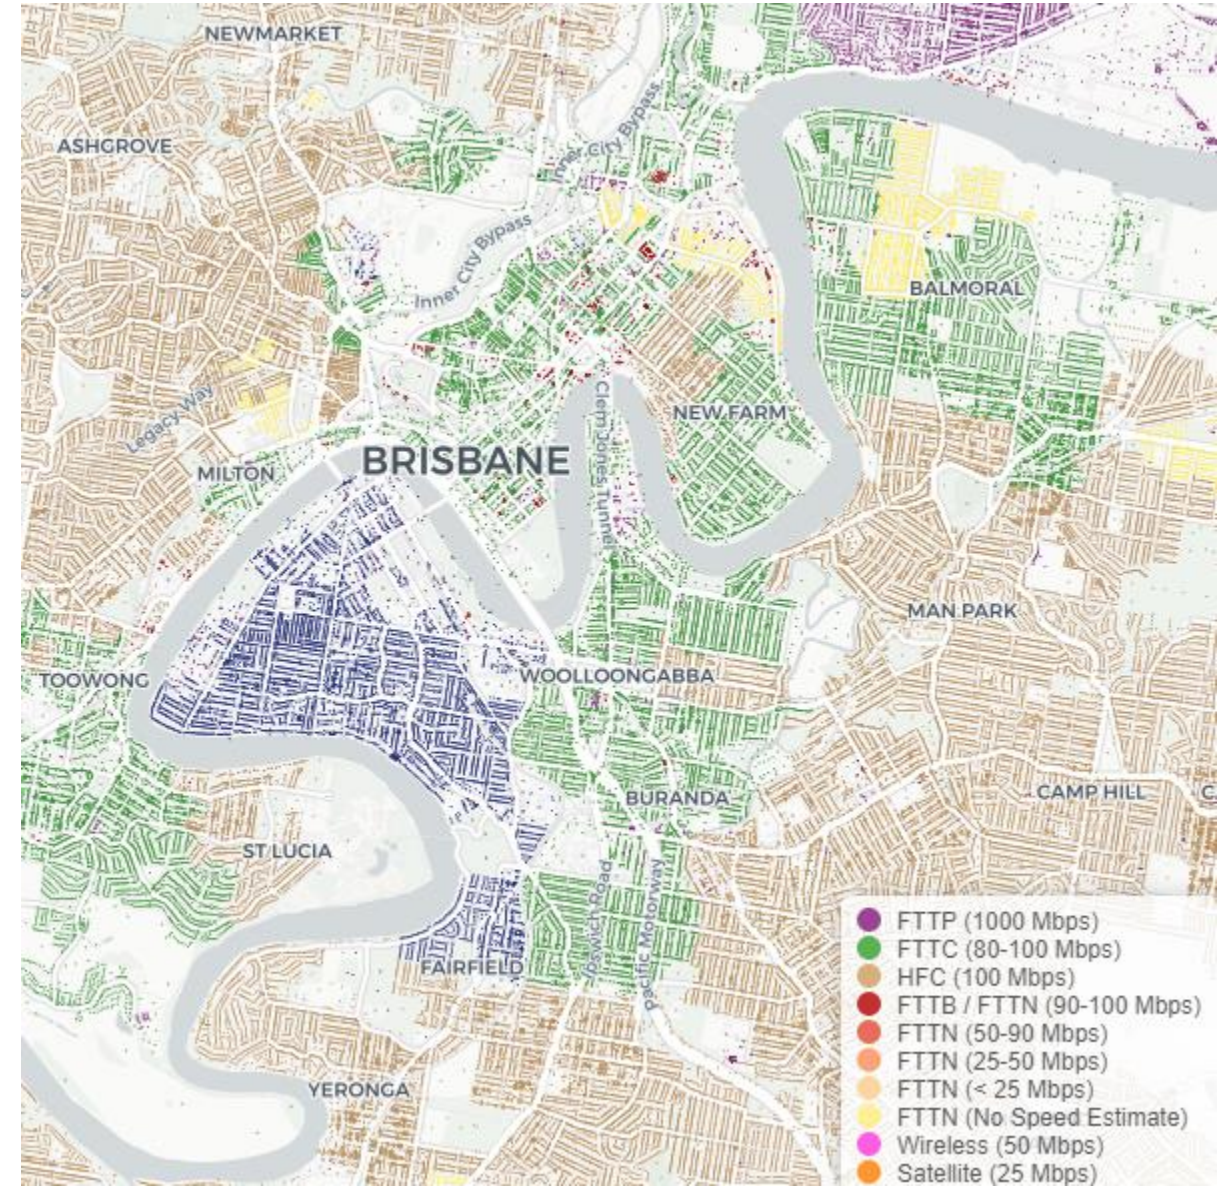 NEWMARKET
ASHGROVE
Inner City Bypass
Inner City Bypass
BALMORAL
Legacy Way
Clem Jones Tunnel
NEW FARM
BRISBANE
MILTON
MAN PARK
TOOWONG
WOOLLOONGABBA
CAMP HILL
C
BURANDA
ST LUCIA
Ipswich Road
Pacific Motorway
FAIRFIELD
YERONGA
FTTP (1000 Mbps)
FTTC (80-100 Mbps)
HFC (100 Mbps)
FTTB / FTTN (90-100 Mbps)
FTTN (50-90 Mbps)
FTTN (25-50 Mbps)
FTTN (< 25 Mbps)
FTTN (No Speed Estimate)
Wireless (50 Mbps)
Satellite (25 Mbps)